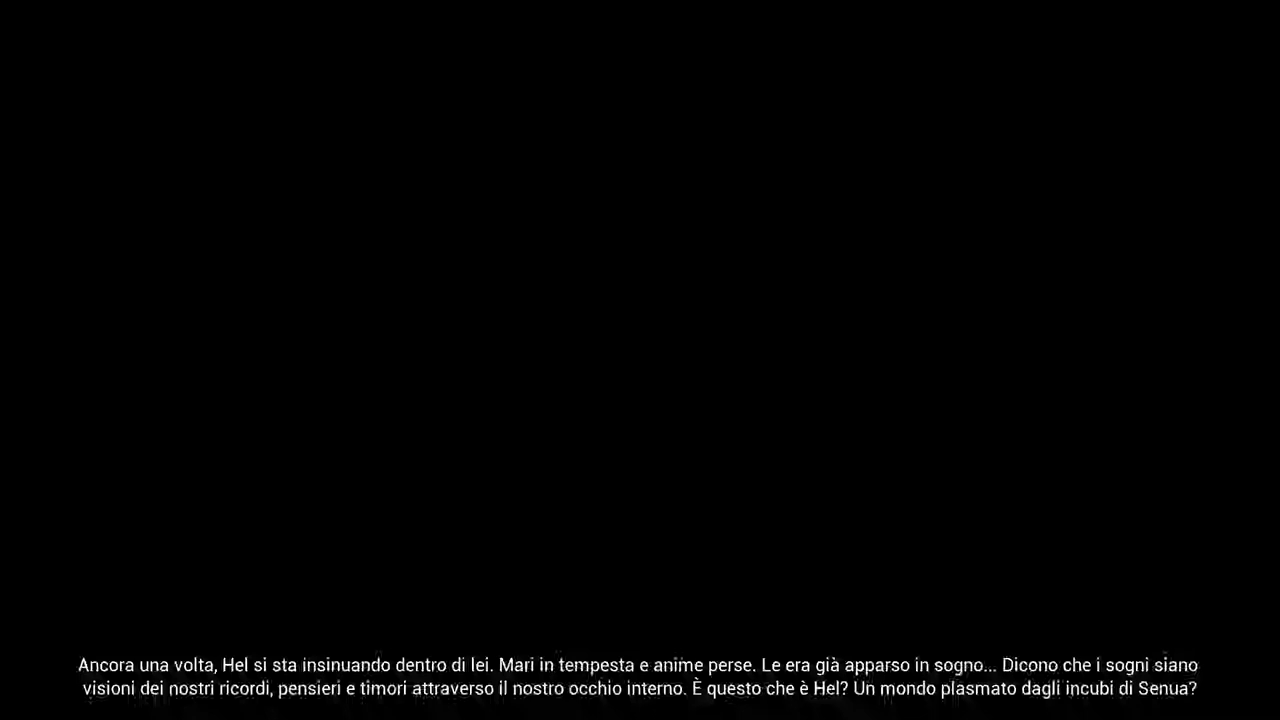 Ancora una volta, Hel si sta insinuando dentro di lei. Mari in tempesta e anime perse. Le era già apparso in sogno... Dicono che i sogni siano
visioni dei nostri ricordi, pensieri e timori attraverso il nostro occhio interno. È questo che è Hel? Un mondo plasmato dagli incubi di Senua?